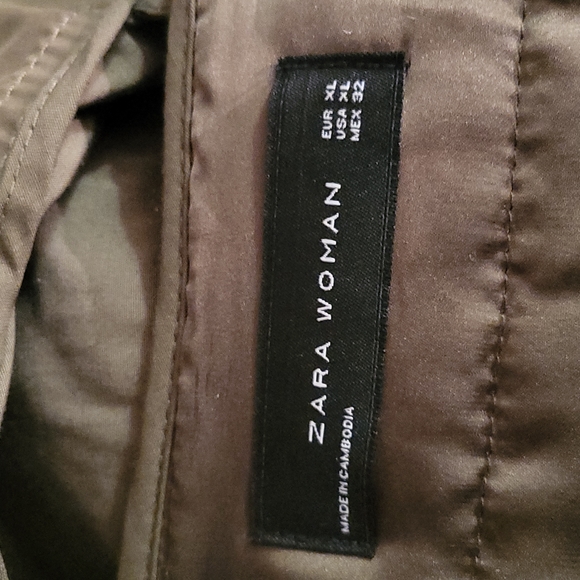 ZARA WOMAN
MADE IN CAMBODIA
EUR XL
USA XL
MEX 32